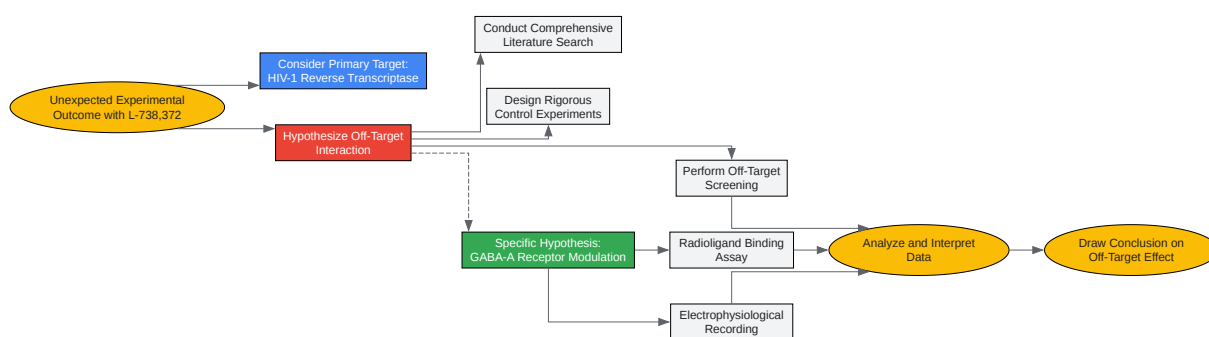 Conduct Comprehensive
Literature Search
Consider Primary Target:
HIV-1 Reverse Transcriptase
Unexpected Experimental
Outcome with L-738,372
Design Rigorous
Control Experiments
Hypothesize Off-Target
Interaction
Perform Off-Target
Screening
Specific Hypothesis:
GABA-A Receptor Modulation
Radioligand Binding
Assay
Analyze and Interpret
Data
Draw Conclusion on
Off-Target Effect
Electrophysiological
Recording